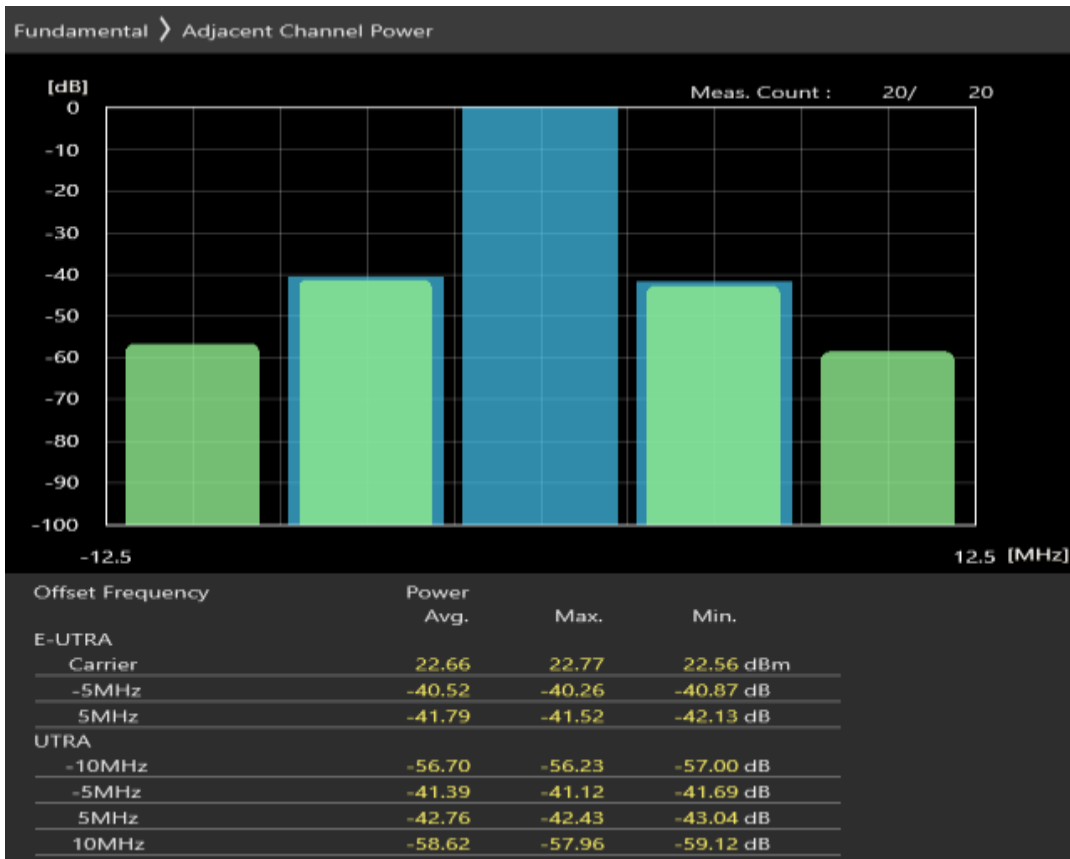 Fundamental ❯ Adjacent Channel Power
[dB]
Meas. Count : 20/ 20
0
-10
-20
-30
-40
-50
-60
-70
-80
-90
-100
-12.5 12.5 [MHz]
Offset Frequency Power
Avg. Max. Min.
E-UTRA
Carrier 22.66 22.77 22.56 dBm
-5MHz -40.52 -40.26 -40.87 dB
5MHz -41.79 -41.52 -42.13 dB
UTRA
-10MHz -56.70 -56.23 -57.00 dB
-5MHz -41.39 -41.12 -41.69 dB
5MHz -42.76 -42.43 -43.04 dB
10MHz -58.62 -57.96 -59.12 dB